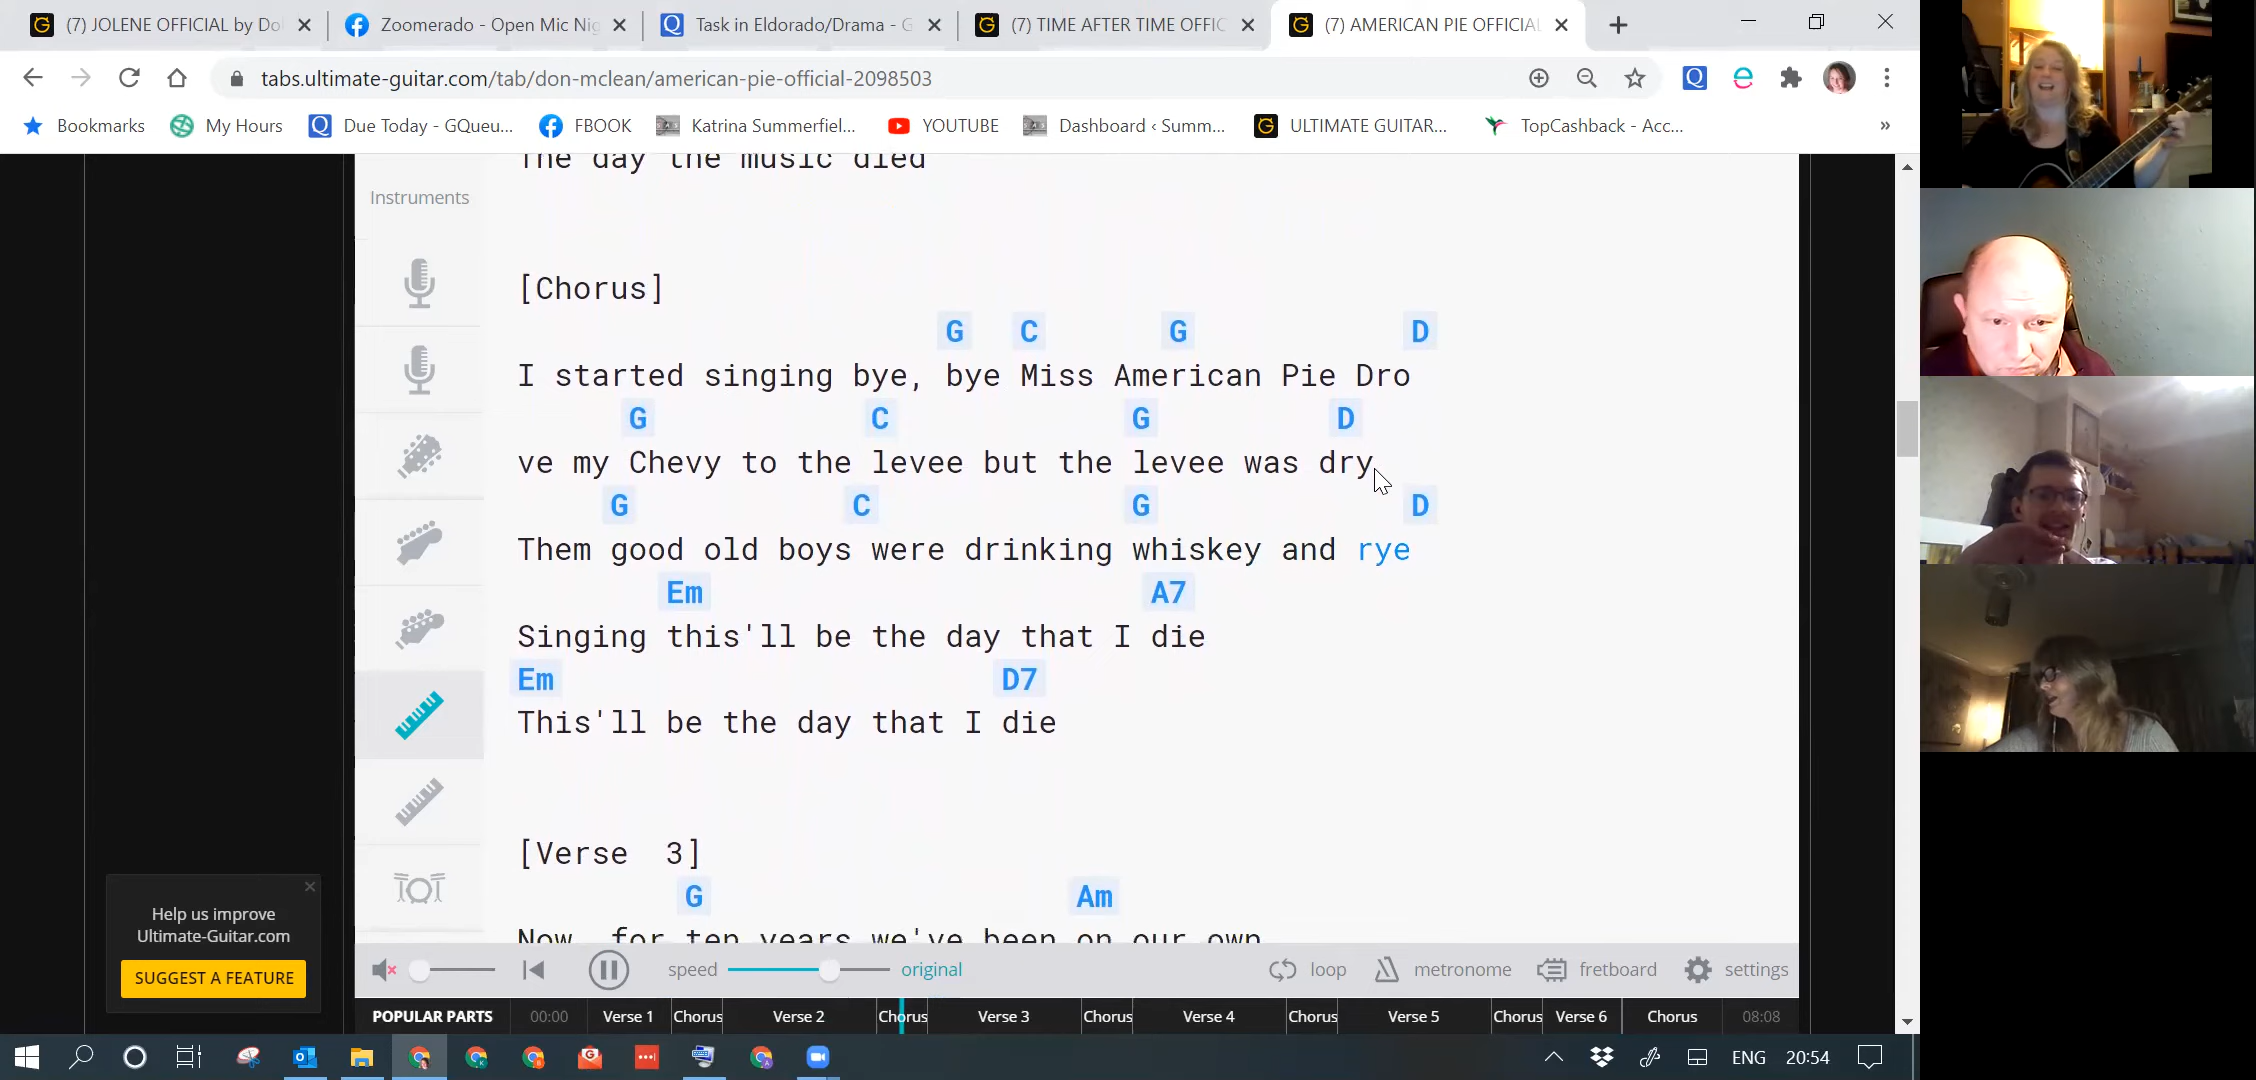 (7) JOLENE OFFICIAL by Dol
Zoomerado - Open Mic Nig
Task in Eldorado/Drama - G
(7) TIME AFTER TIME OFFIC
(7) AMERICAN PIE OFFICIAL
tabs.ultimate-guitar.com/tab/don-mclean/american-pie-official-2098503
Bookmarks My Hours Due Today - GQueu... FBOOK Katrina Summerfiel... YOUTUBE Dashboard ‹ Summ... ULTIMATE GUITAR... TopCashback - Acc... »
The day the music died
Instruments
[Chorus]
G C G D
I started singing bye, bye Miss American Pie Dro
G C G D
ve my Chevy to the levee but the levee was dry
G C G D
Them good old boys were drinking whiskey and rye
Em A7
Singing this'll be the day that I die
Em D7
This'll be the day that I die
[Verse 3]
G Am
Now, for ten years we've been on our own
Help us improve
Ultimate-Guitar.com
SUGGEST A FEATURE
speed original loop metronome fretboard settings
POPULAR PARTS 00:00 Verse 1 Chorus Verse 2 Chorus Verse 3 Chorus Verse 4 Chorus Verse 5 Chorus Verse 6 Chorus 08:08
ENG 20:54